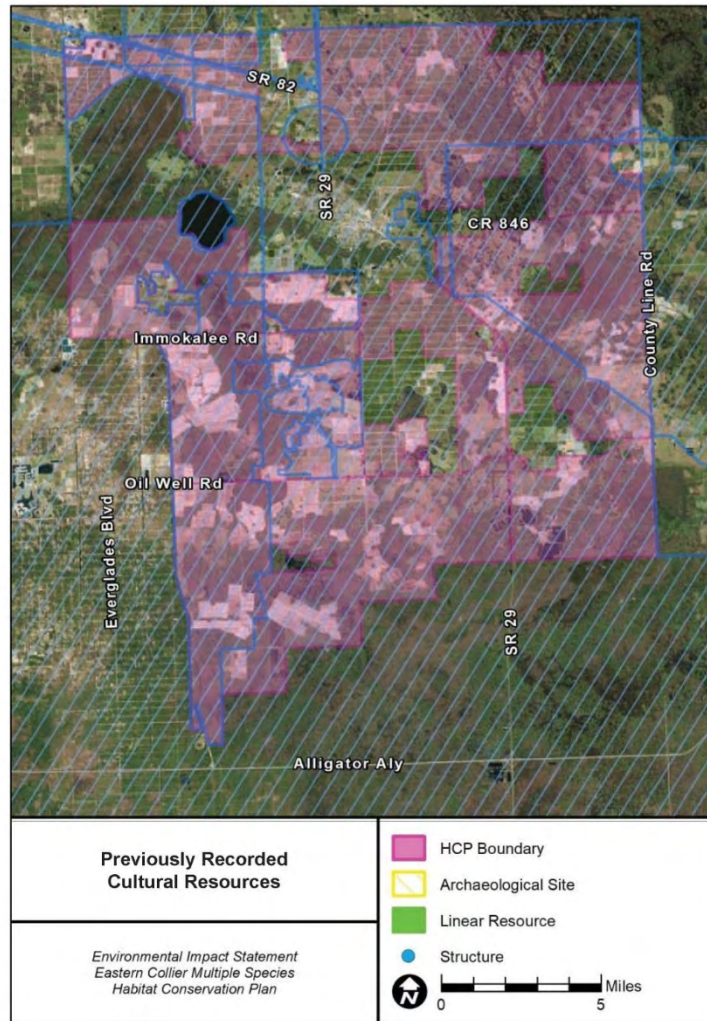 SR 82
SR 29
CR 846
County Line Rd
Immokalee Rd
Oil Well Rd
Everglades Blvd
SR 29
Alligator Aly
Previously Recorded
Cultural Resources
Environmental Impact Statement
Eastern Collier Multiple Species
Habitat Conservation Plan
HCP Boundary
Archaeological Site
Linear Resource
Structure
N
Miles
0 5